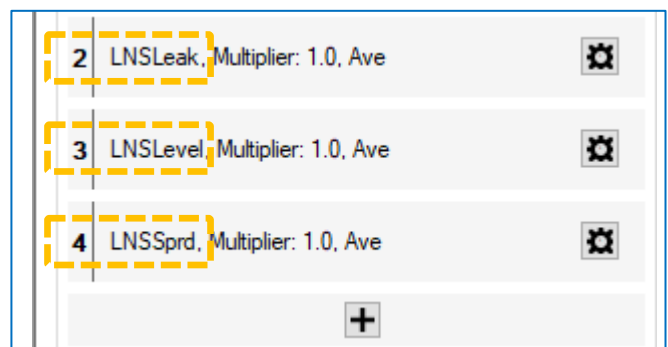 2 LNSLeak, Multiplier: 1.0, Ave
3 LNSLevel, Multiplier: 1.0, Ave
4 LNSSprd, Multiplier: 1.0, Ave
+